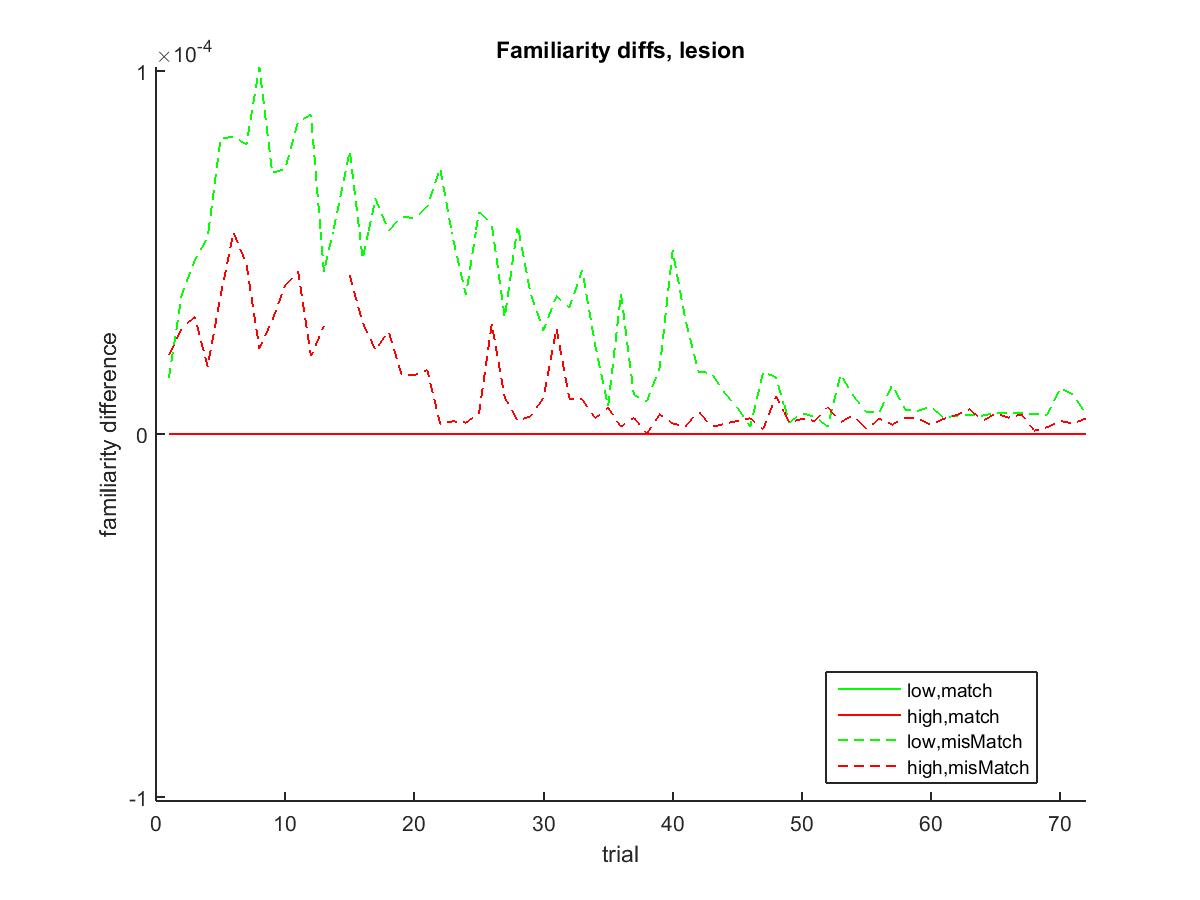 Familiarity diffs, lesion
×10-4
1
0
-1
familiarity difference
0 10 20 30 40 50 60 70
trial
low,match
high,match
low,misMatch
high,misMatch